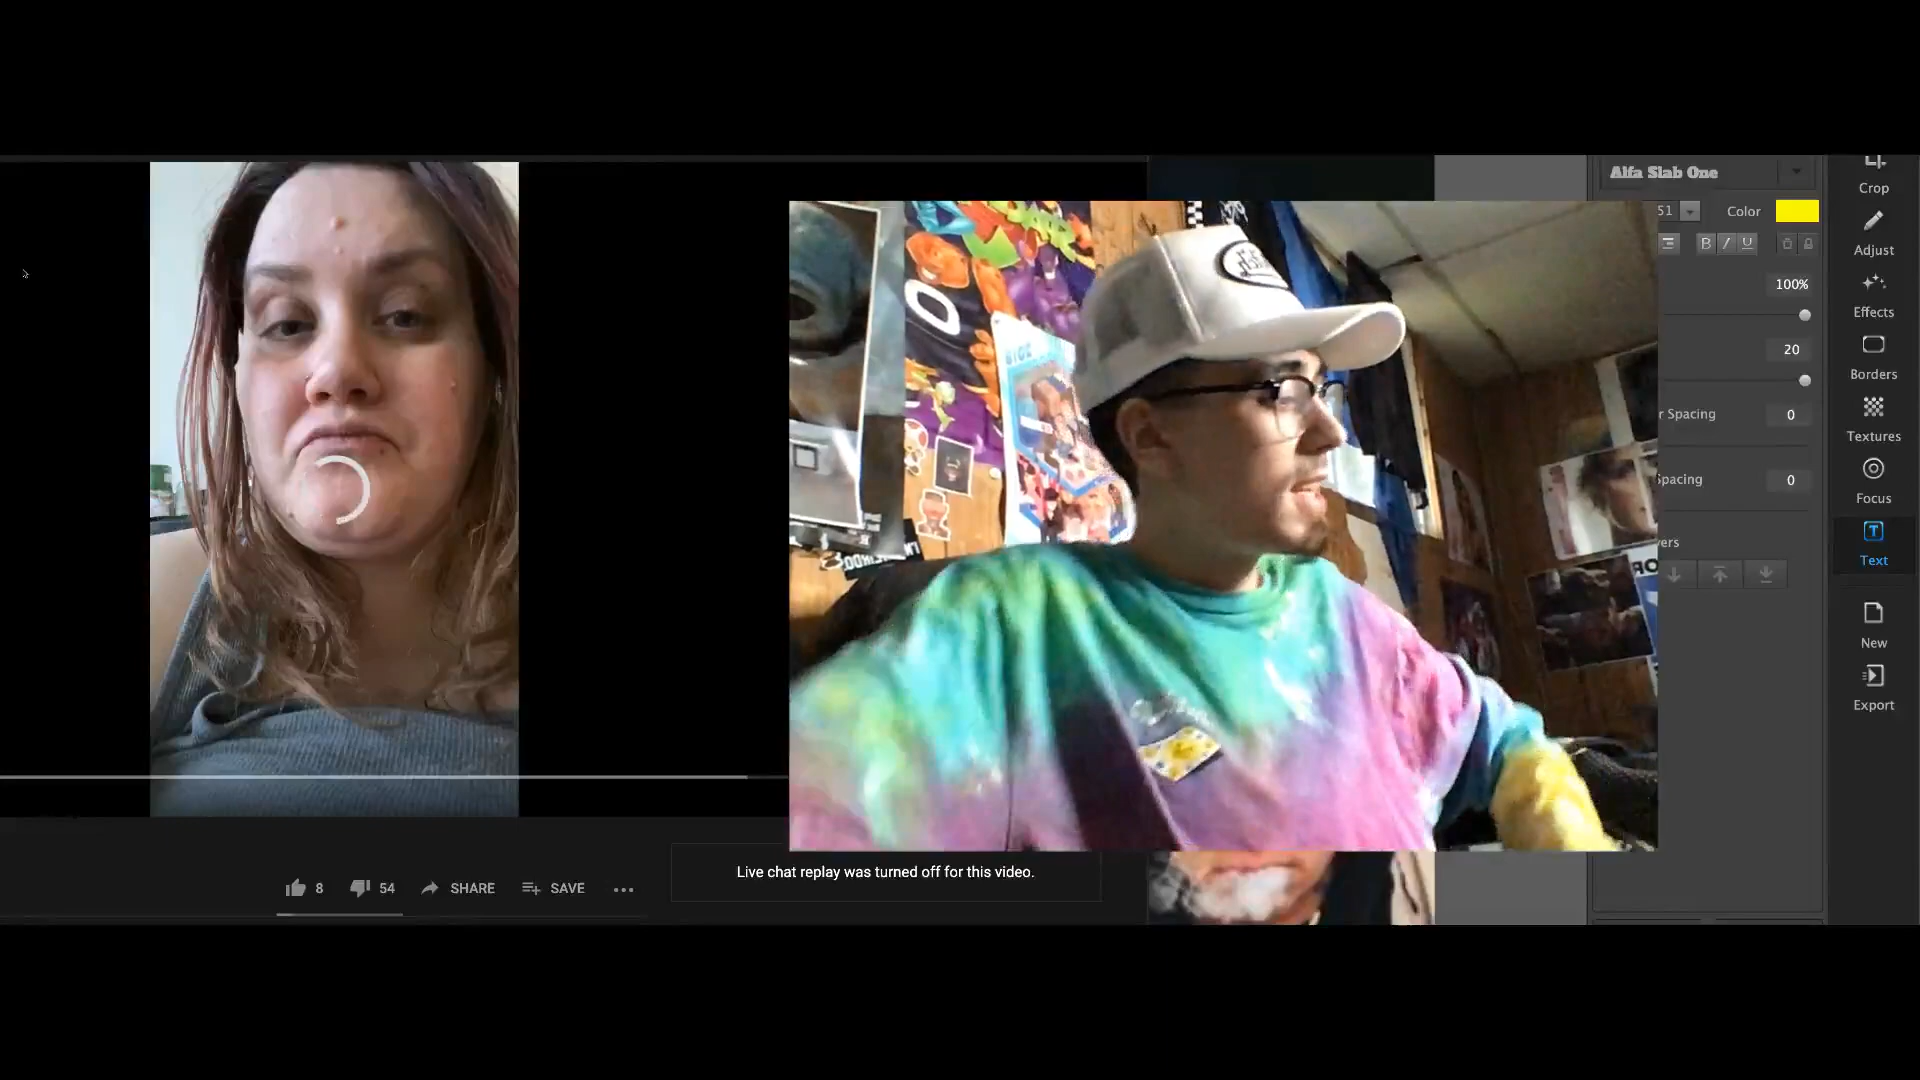 Alfa Slab One
Crop
51
Color
B I U
Adjust
100%
Effects
20
Borders
r Spacing
0
Textures
Spacing
0
Focus
vers
Text
New
Export
Live chat replay was turned off for this video.
8
54
SHARE
SAVE